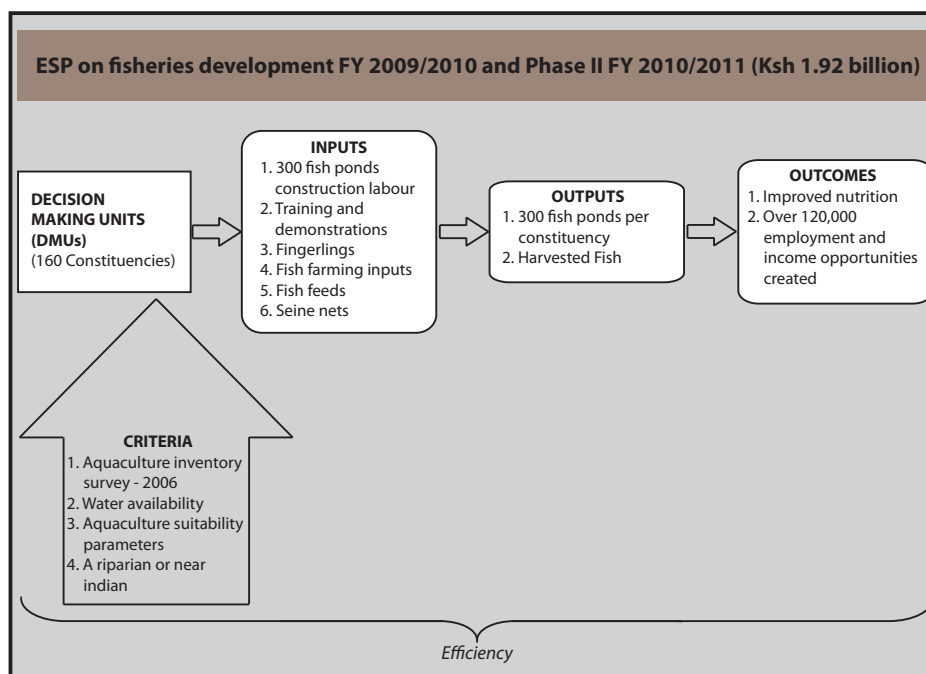 ESP on fisheries development FY 2009/2010 and Phase II FY 2010/2011 (Ksh 1.92 billion)
DECISION
MAKING UNITS
(DMUs)
(160 Constituencies)
INPUTS
1. 300 fish ponds
construction labour
2. Training and
demonstrations
3. Fingerlings
4. Fish farming inputs
5. Fish feeds
6. Seine nets
OUTPUTS
1. 300 fish ponds per
constituency
2. Harvested Fish
OUTCOMES
1. Improved nutrition
2. Over 120,000
employment and
income opportunities
created
CRITERIA
1. Aquaculture inventory
survey - 2006
2. Water availability
3. Aquaculture suitability
parameters
4. A riparian or near
indian
Efficiency